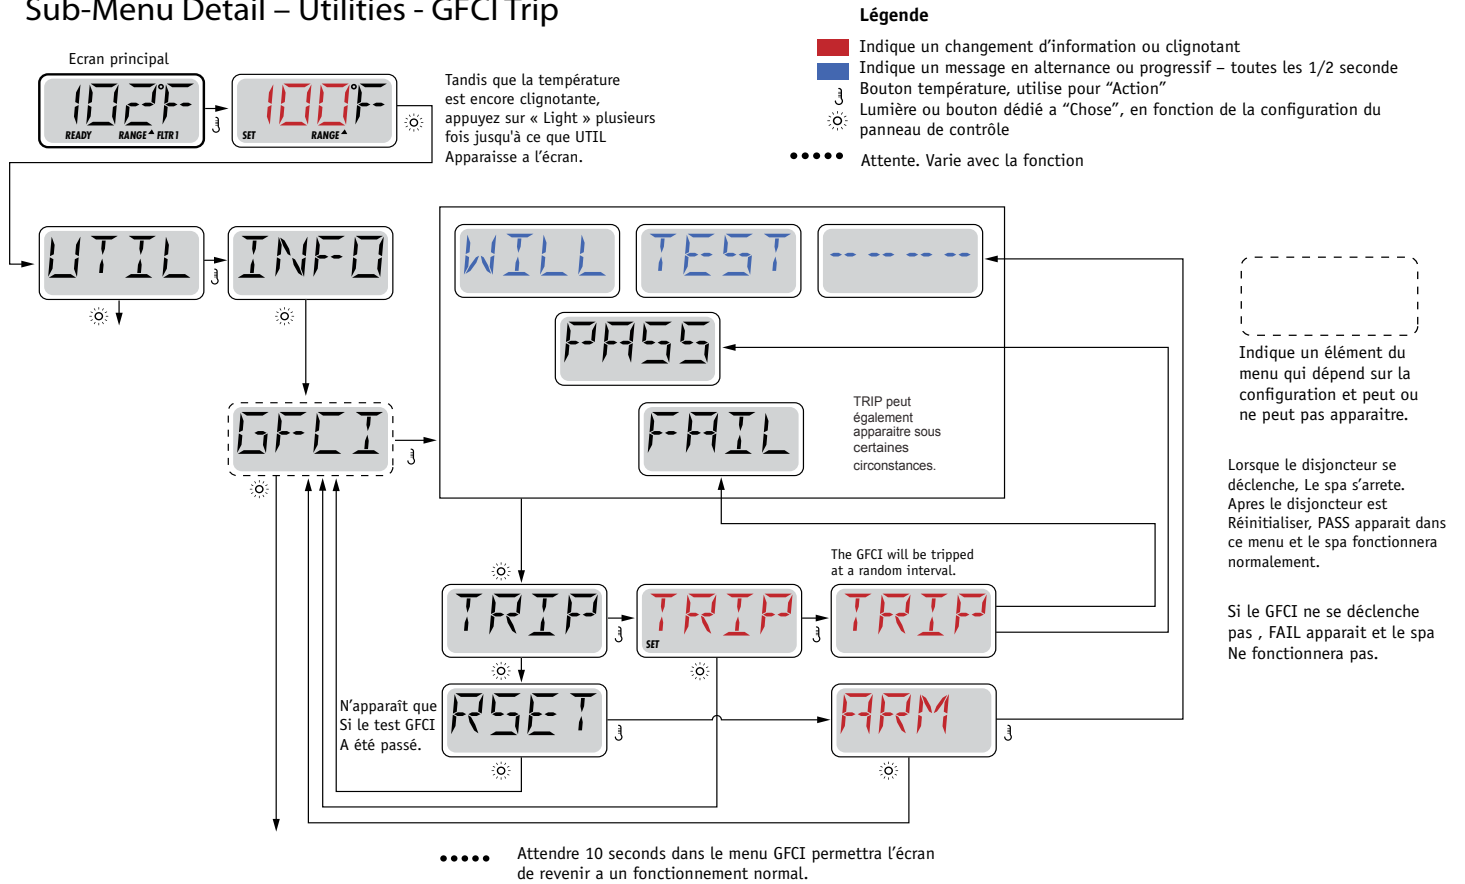 Sub-Menu Detail – Utilities - GFCI Trip
Légende
Indique un changement d'information ou clignotant
Indique un message en alternance ou progressif – toutes les 1/2 seconde
Bouton température, utilise pour “Action”
Lumière ou bouton dédié a “Chose”, en fonction de la configuration du
panneau de contrôle
Attente. Varie avec la fonction
Ecran principal
102°F
READY RANGE FLTR 1
100°F
SET RANGE
Tandis que la température
est encore clignotante,
appuyez sur « Light » plusieurs
fois jusqu'à ce que UTIL
Apparaisse a l'écran.
UTIL
INFO
WILL
TEST
-- -- -- --
PASS
GFCI
FAIL
TRIP peut
également
apparaitre sous
certaines
circonstances.
Indique un élément du
menu qui dépend sur la
configuration et peut ou
ne peut pas apparaitre.
Lorsque le disjoncteur se
déclenche, Le spa s'arrete.
Apres le disjoncteur est
Réinitialiser, PASS apparait dans
ce menu et le spa fonctionnera
normalement.
Si le GFCI ne se déclenche
pas , FAIL apparait et le spa
Ne fonctionnera pas.
The GFCI will be tripped
at a random interval.
TRIP
TRIP
SET
TRIP
N'apparaît que
Si le test GFCI
A été passé.
RSET
ARM
Attendre 10 seconds dans le menu GFCI permettra l'écran
de revenir a un fonctionnement normal.